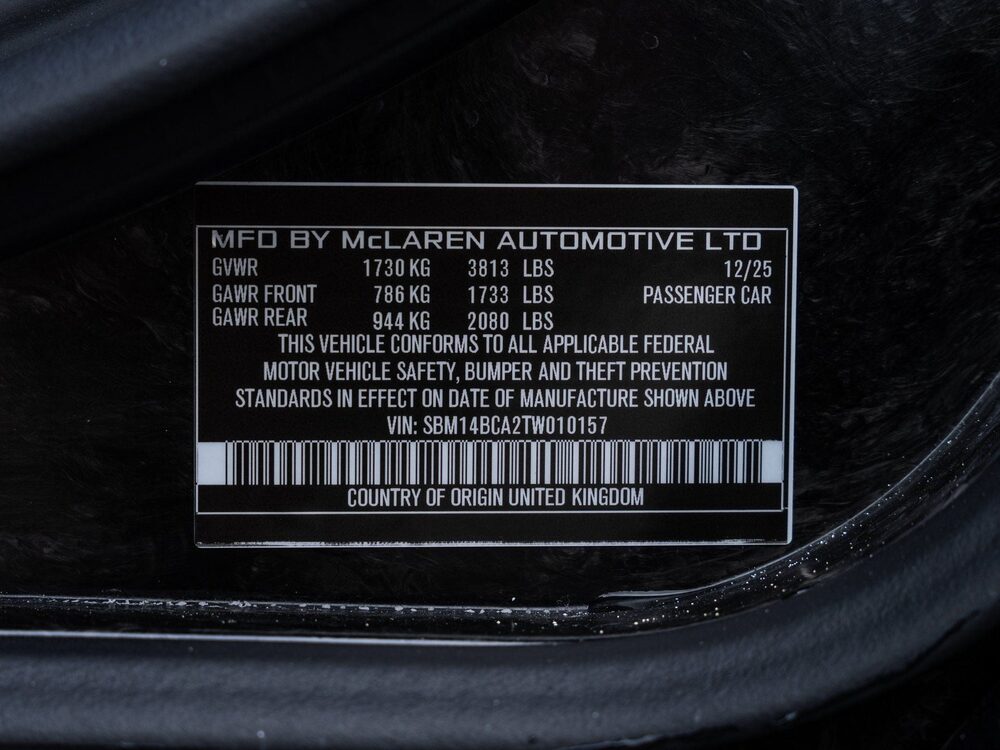 MFD BY McLAREN AUTOMOTIVE LTD
GVWR 1730 KG 3813 LBS 12/25
GAWR FRONT 786 KG 1733 LBS PASSENGER CAR
GAWR REAR 944 KG 2080 LBS
THIS VEHICLE CONFORMS TO ALL APPLICABLE FEDERAL
MOTOR VEHICLE SAFETY, BUMPER AND THEFT PREVENTION
STANDARDS IN EFFECT ON DATE OF MANUFACTURE SHOWN ABOVE
VIN: SBM14BCA2TW010157
COUNTRY OF ORIGIN UNITED KINGDOM